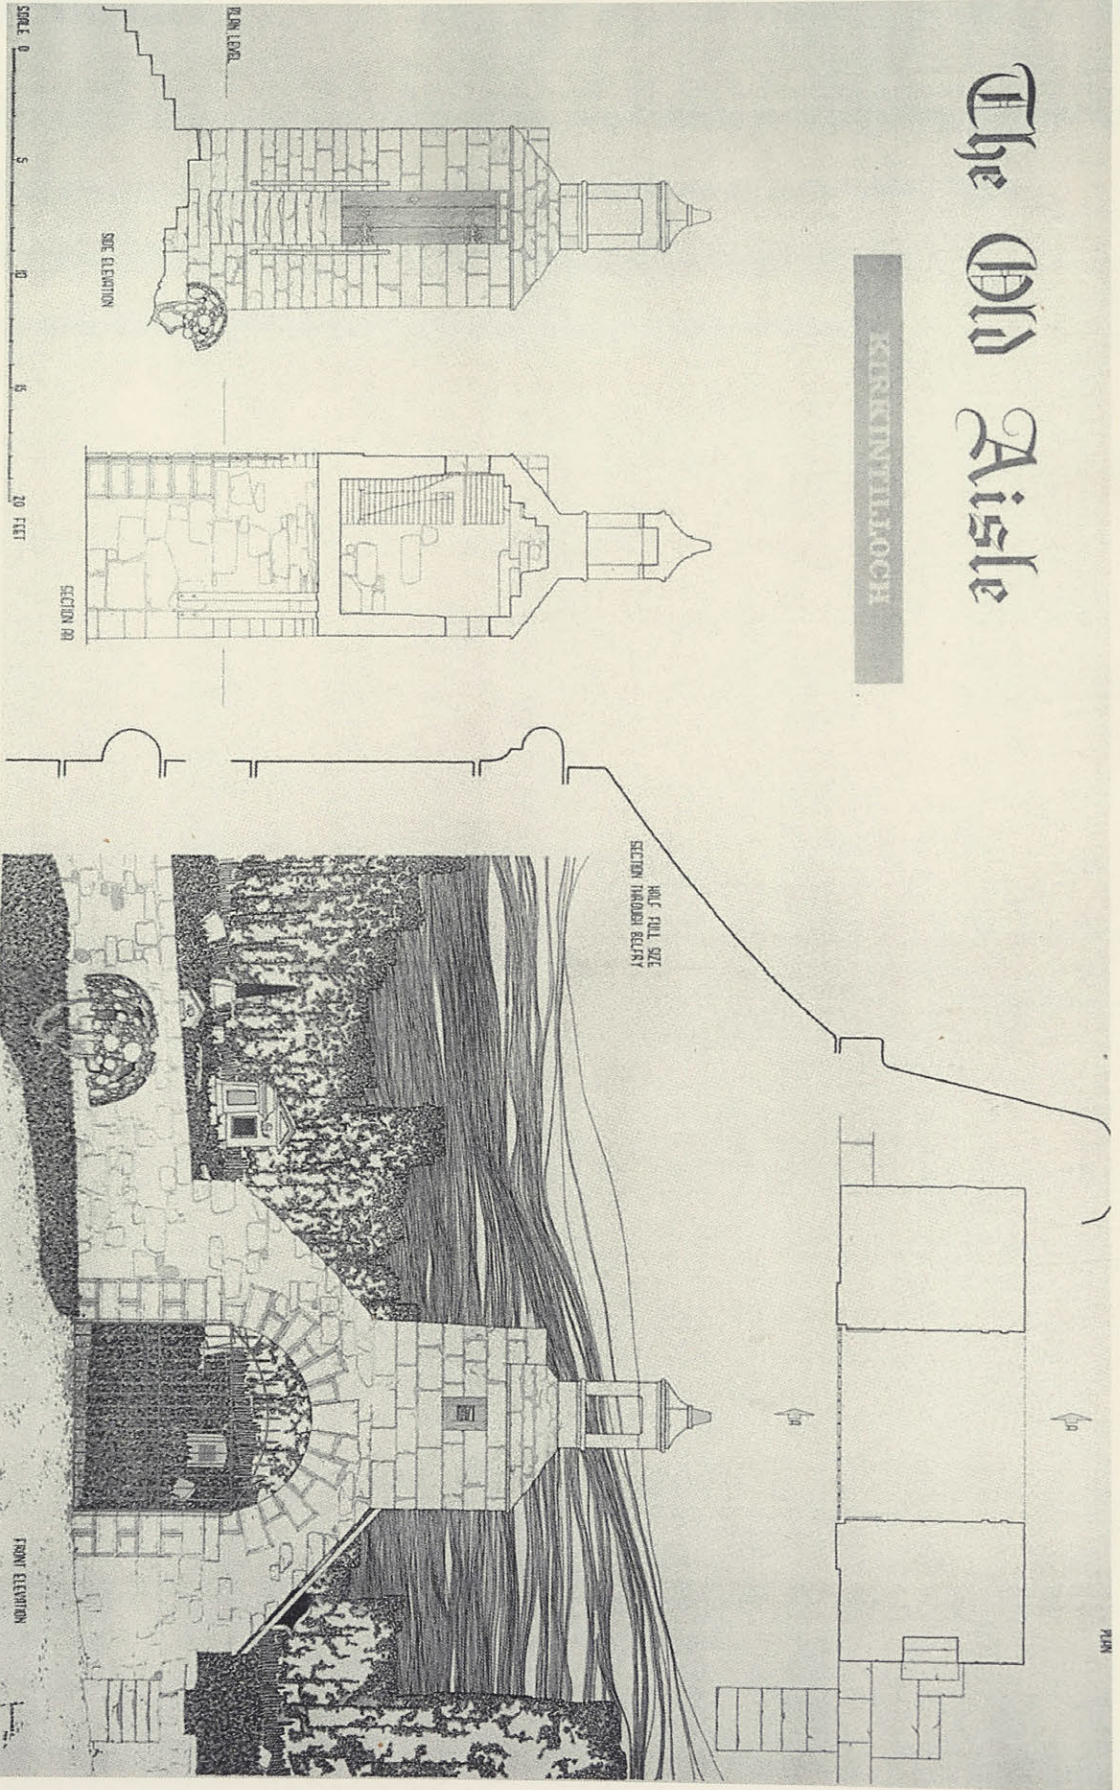 The Old Aisle
KIRKINTILLOCH
PLAN LEVEL
SCALE 0 5 10 15 20 FEET
SIDE ELEVATION
SECTION AA
HALF FULL SIZE
SECTION THROUGH BELFRY
A
A
PLAN
FRONT ELEVATION